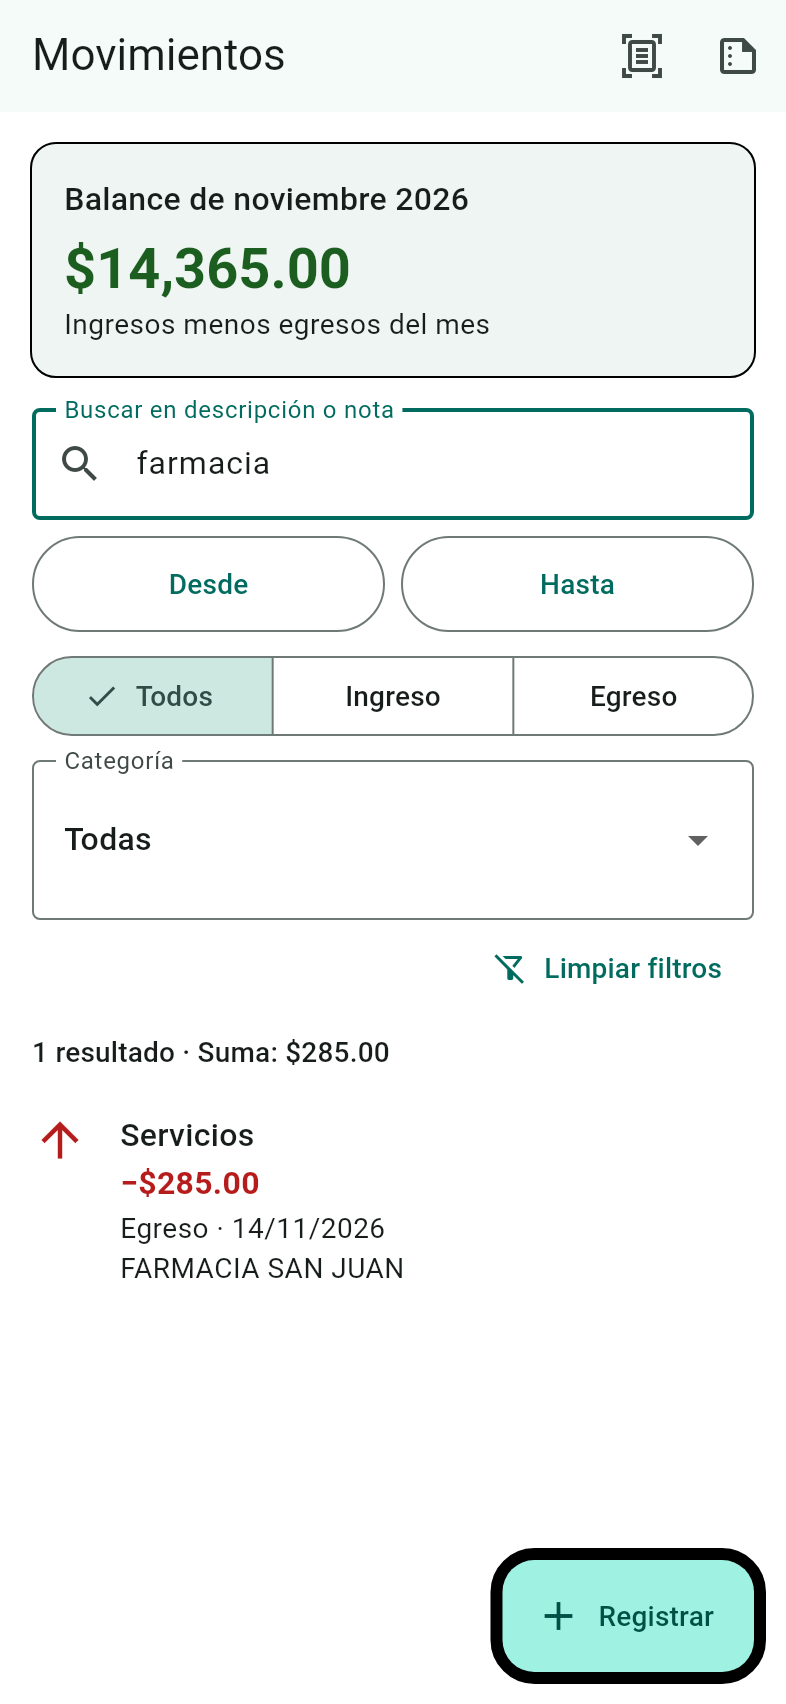 Movimientos
Balance de noviembre 2026
$14,365.00
Ingresos menos egresos del mes
Buscar en descripción o nota
farmacia
Desde
Hasta
Todos
Ingreso
Egreso
Categoría
Todas
Limpiar filtros
1 resultado · Suma: $285.00
Servicios
−$285.00
Egreso · 14/11/2026
FARMACIA SAN JUAN
Registrar